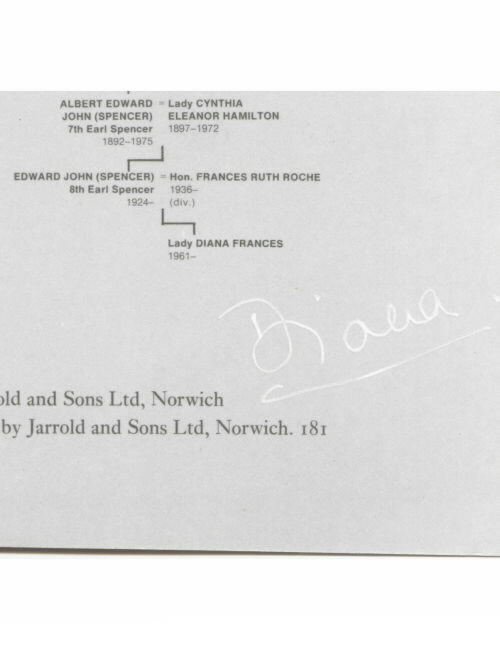 ALBERT EDWARD = Lady CYNTHIA
JOHN (SPENCER) ELEANOR HAMILTON
7th Earl Spencer 1897–1972
1892–1975
EDWARD JOHN (SPENCER) = Hon. FRANCES RUTH ROCHE
8th Earl Spencer 1936–
1924– (div.)
Lady DIANA FRANCES
1961–
Diana
old and Sons Ltd, Norwich
by Jarrold and Sons Ltd, Norwich. 181